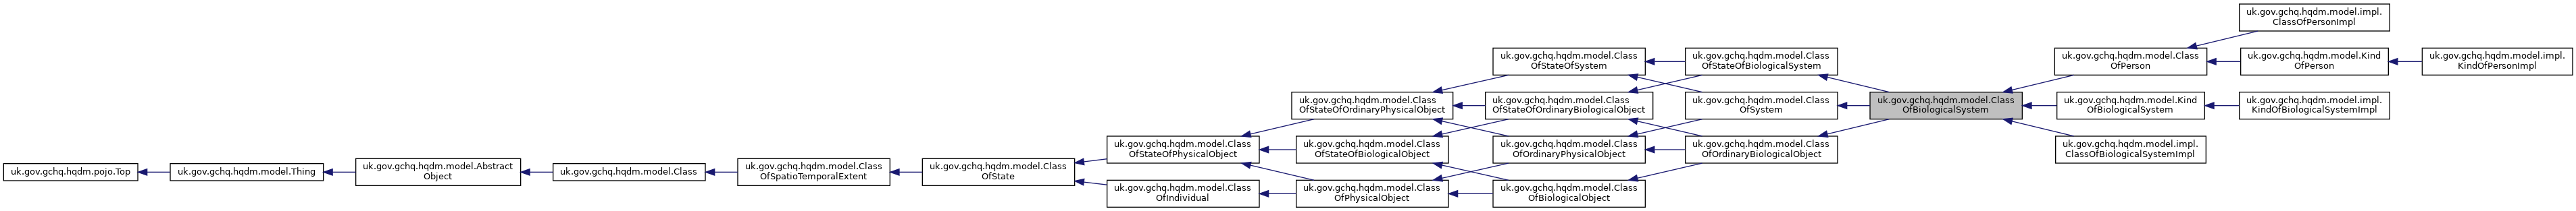 uk.gov.gchq.hqdm.pojo.Top
uk.gov.gchq.hqdm.model.Thing
uk.gov.gchq.hqdm.model.Abstract
Object
uk.gov.gchq.hqdm.model.Class
uk.gov.gchq.hqdm.model.Class
OfSpatioTemporalExtent
uk.gov.gchq.hqdm.model.Class
OfState
uk.gov.gchq.hqdm.model.Class
OfStateOfPhysicalObject
uk.gov.gchq.hqdm.model.Class
OfIndividual
uk.gov.gchq.hqdm.model.Class
OfStateOfOrdinaryPhysicalObject
uk.gov.gchq.hqdm.model.Class
OfStateOfBiologicalObject
uk.gov.gchq.hqdm.model.Class
OfPhysicalObject
uk.gov.gchq.hqdm.model.Class
OfStateOfSystem
uk.gov.gchq.hqdm.model.Class
OfStateOfOrdinaryBiologicalObject
uk.gov.gchq.hqdm.model.Class
OfOrdinaryPhysicalObject
uk.gov.gchq.hqdm.model.Class
OfBiologicalObject
uk.gov.gchq.hqdm.model.Class
OfStateOfBiologicalSystem
uk.gov.gchq.hqdm.model.Class
OfSystem
uk.gov.gchq.hqdm.model.Class
OfOrdinaryBiologicalObject
uk.gov.gchq.hqdm.model.Class
OfBiologicalSystem
uk.gov.gchq.hqdm.model.Class
OfPerson
uk.gov.gchq.hqdm.model.Kind
OfBiologicalSystem
uk.gov.gchq.hqdm.model.impl.
ClassOfBiologicalSystemImpl
uk.gov.gchq.hqdm.model.impl.
ClassOfPersonImpl
uk.gov.gchq.hqdm.model.Kind
OfPerson
uk.gov.gchq.hqdm.model.impl.
KindOfBiologicalSystemImpl
uk.gov.gchq.hqdm.model.impl.
KindOfPersonImpl